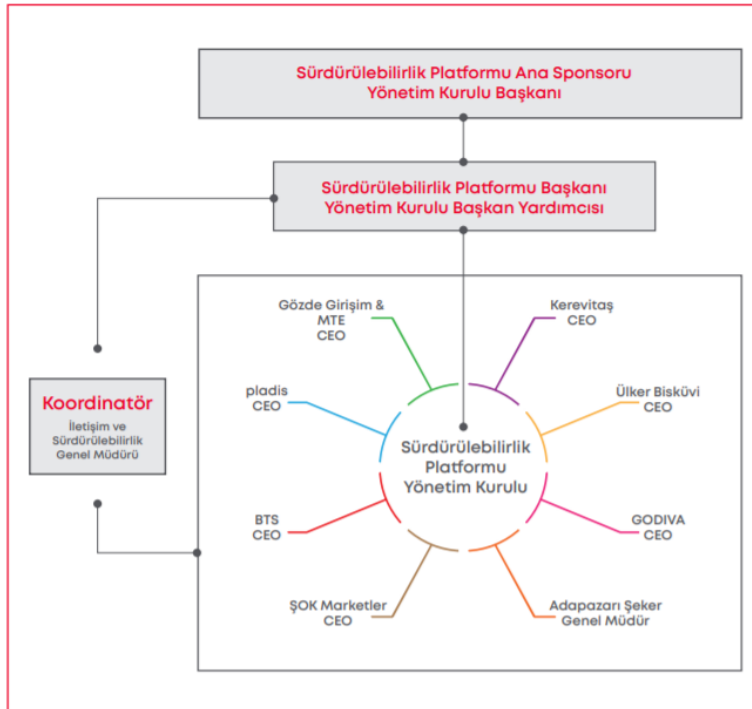 Sürdürülebilirlik Platformu Ana Sponsoru
Yönetim Kurulu Başkanı
Sürdürülebilirlik Platformu Başkanı
Yönetim Kurulu Başkan Yardımcısı
Gözde Girişim &
MTE
CEO
Kerevitaş
CEO
pladis
CEO
Ülker Bisküvi
CEO
Koordinatör
İletişim ve
Sürdürülebilirlik
Genel Müdürü
Sürdürülebilirlik
Platformu
Yönetim Kurulu
BTS
CEO
GODIVA
CEO
ŞOK Marketler
CEO
Adapazarı Şeker
Genel Müdür